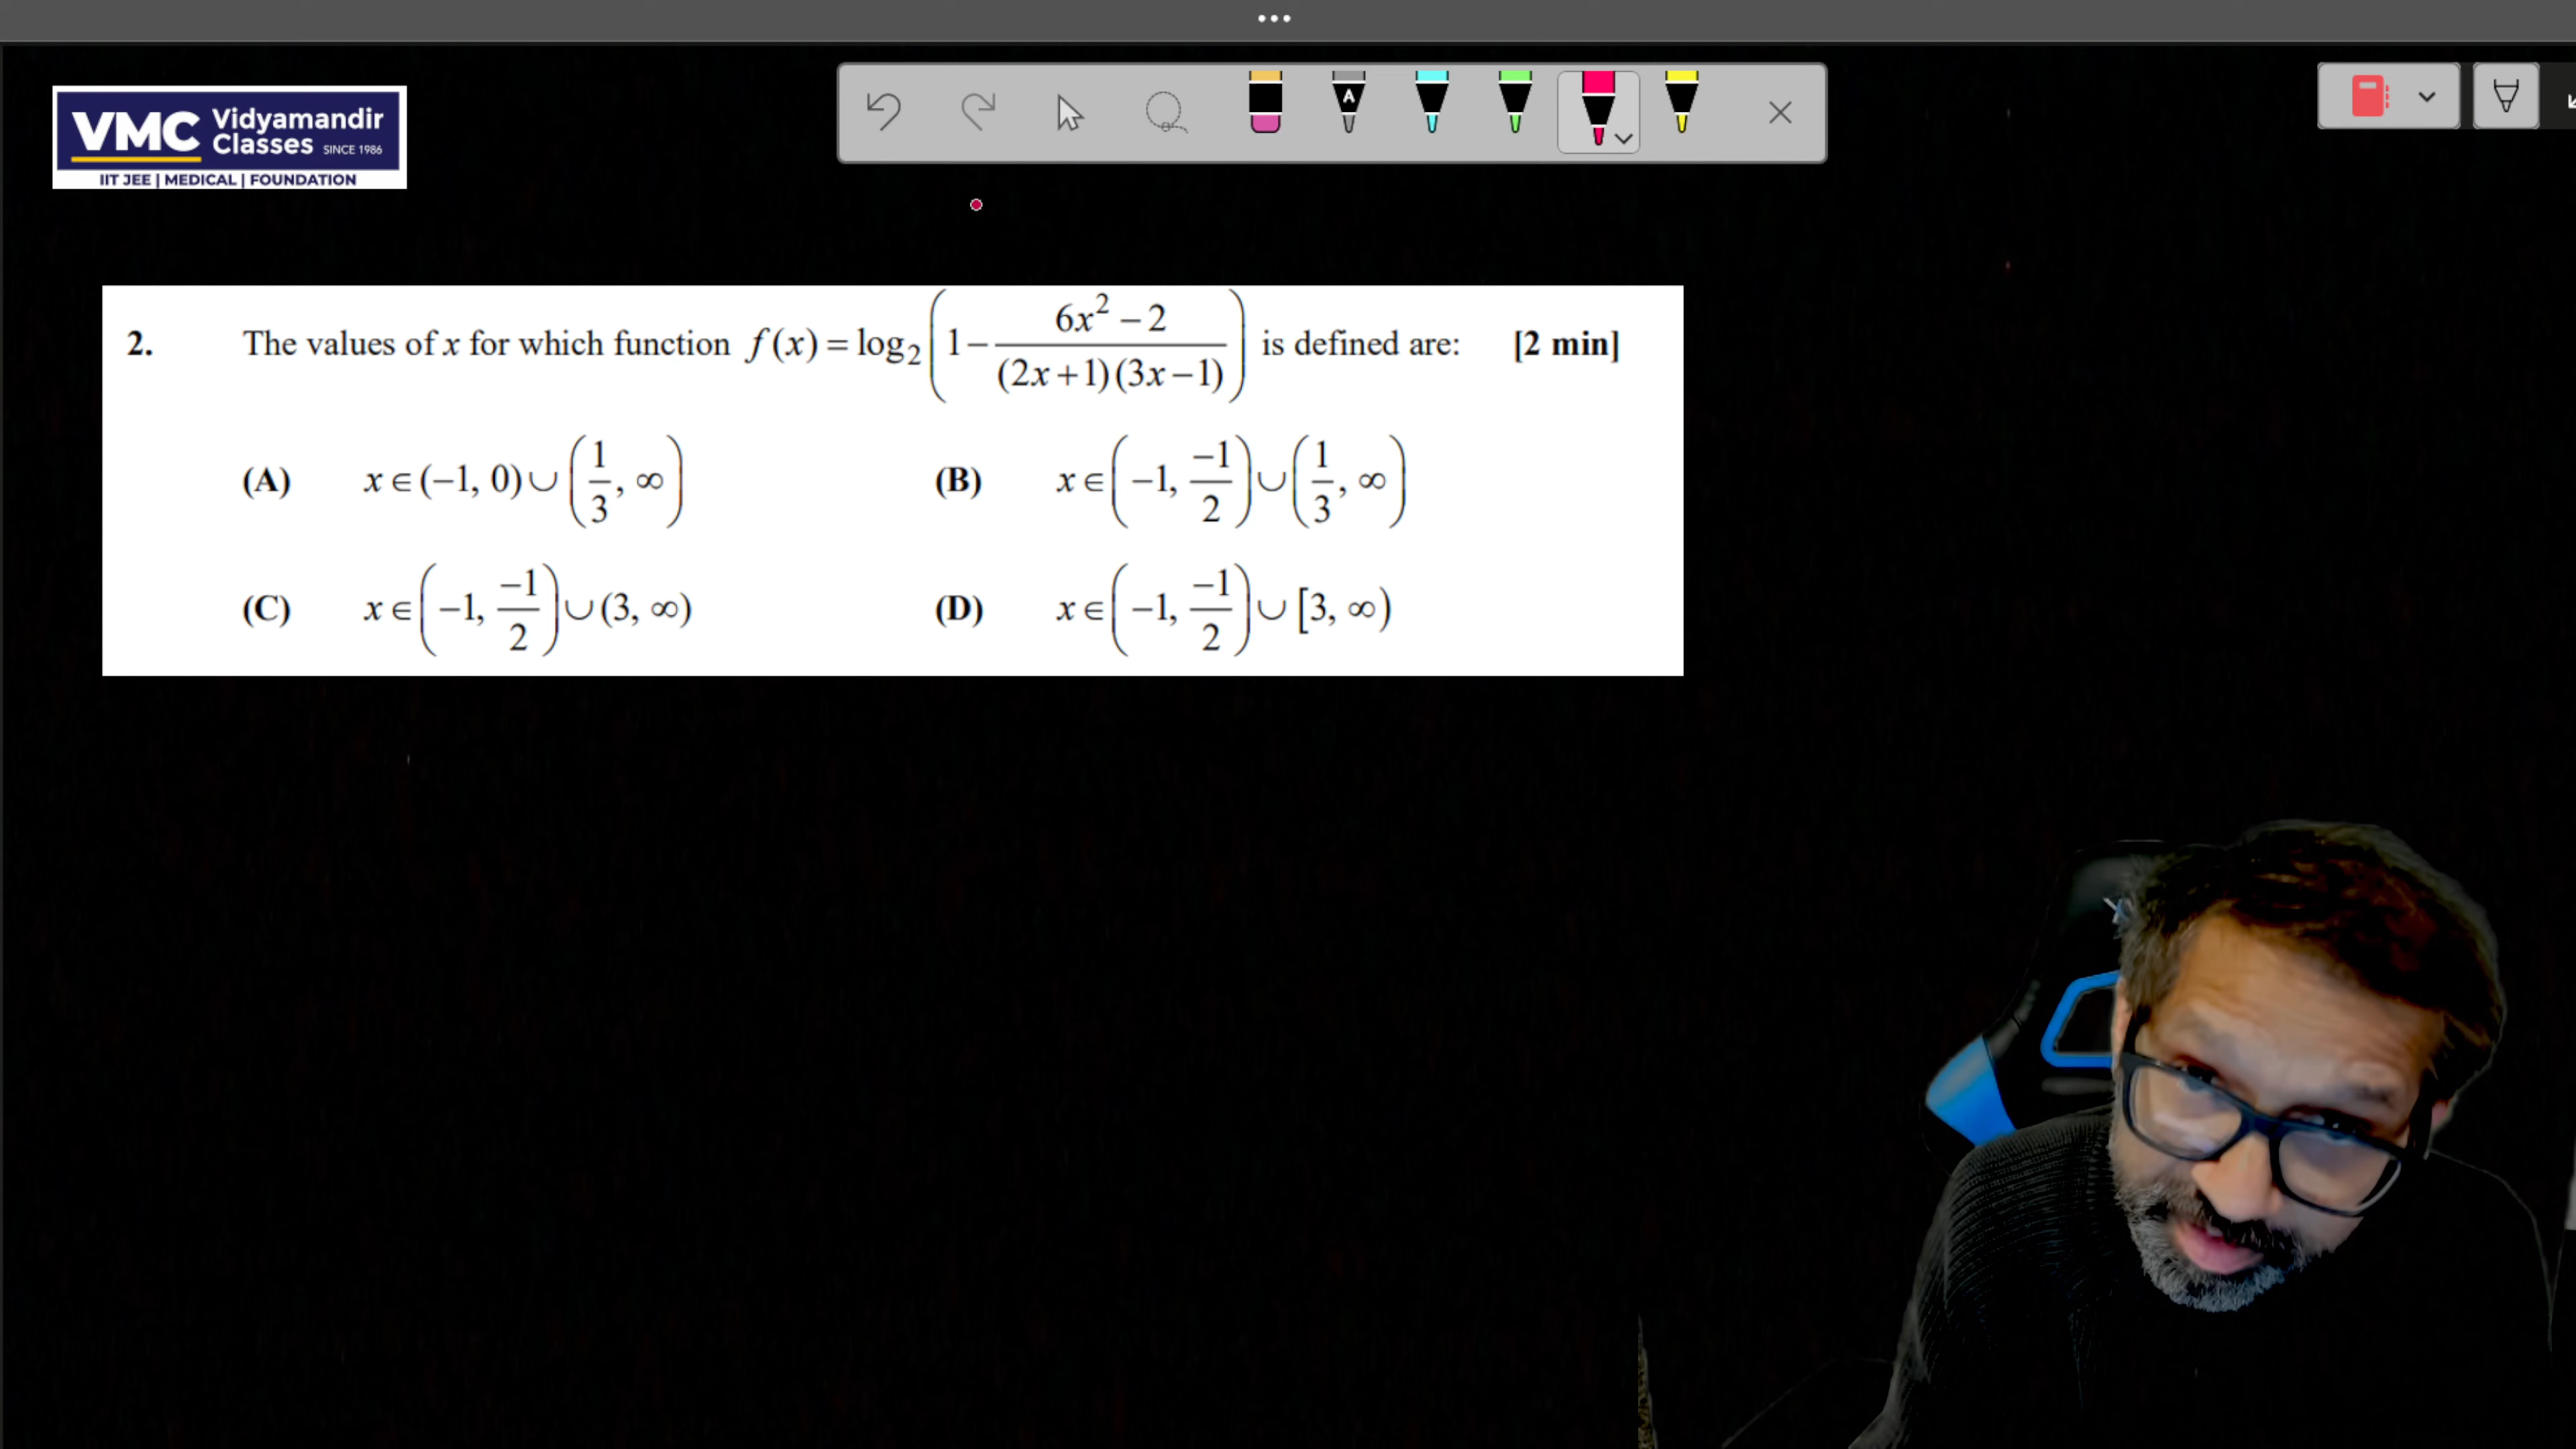 VMC Vidyamandir Classes SINCE 1986
IIT JEE | MEDICAL | FOUNDATION
A
2. The values of x for which function f(x) = log₂(1 − (6x² − 2)/((2x+1)(3x−1))) is defined are: [2 min]
(A) x ∈ (−1, 0) ∪ (1/3, ∞)
(B) x ∈ (−1, −1/2) ∪ (1/3, ∞)
(C) x ∈ (−1, −1/2) ∪ (3, ∞)
(D) x ∈ (−1, −1/2) ∪ [3, ∞)